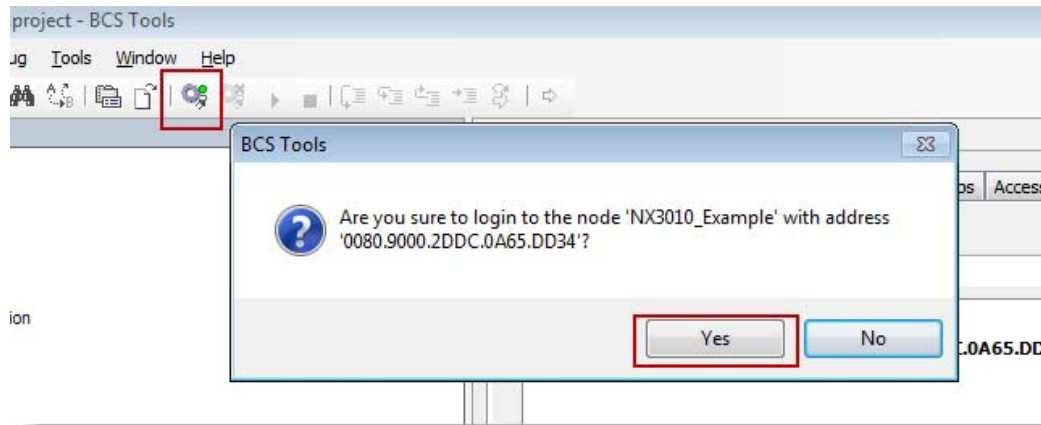 project - BCS Tools
ug Tools Window Help
BCS Tools
ps Acces
Are you sure to login to the node 'NX3010_Example' with address
'0080.9000.2DDC.0A65.DD34'?
ion
Yes No
.0A65.DD